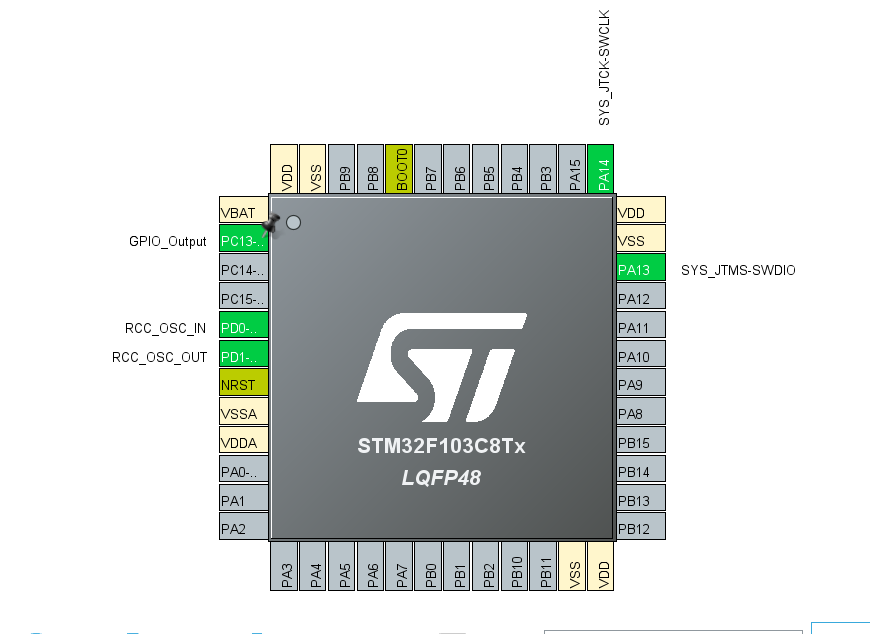 SYS_JTCK-SWCLK
VDD
VSS
PB9
PB8
BOOT0
PB7
PB6
PB5
PB4
PB3
PA15
PA14
VBAT
GPIO_Output PC13-..
PC14-..
PC15-..
RCC_OSC_IN PD0-..
RCC_OSC_OUT PD1-..
NRST
VSSA
VDDA
PA0-..
PA1
PA2
VDD
VSS
PA13 SYS_JTMS-SWDIO
PA12
PA11
PA10
PA9
PA8
PB15
PB14
PB13
PB12
ST
STM32F103C8Tx
LQFP48
PA3
PA4
PA5
PA6
PA7
PB0
PB1
PB2
PB10
PB11
VSS
VDD